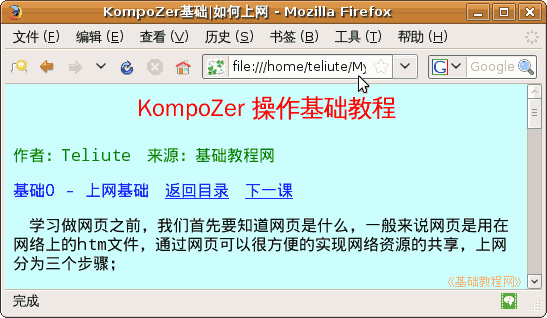 KompoZer基础|如何上网 - Mozilla Firefox
文件 (F) 编辑 (E) 查看 (V) 历史 (S) 书签 (B) 工具 (T) 帮助 (H)
file:///home/teliute/My Google
KompoZer 操作基础教程
作者：Teliute 来源：基础教程网
基础0 - 上网基础 返回目录 下一课
学习做网页之前，我们首先要知道网页是什么，一般来说网页是用在
网络上的htm文件，通过网页可以很方便的实现网络资源的共享，上网
分为三个步骤；
《基础教程网》
完成